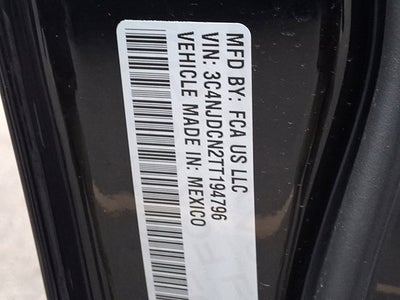 MFD BY: FCA US LLC
VIN: 3C4NJDCN2TT194796
VEHICLE MADE IN: MEXICO